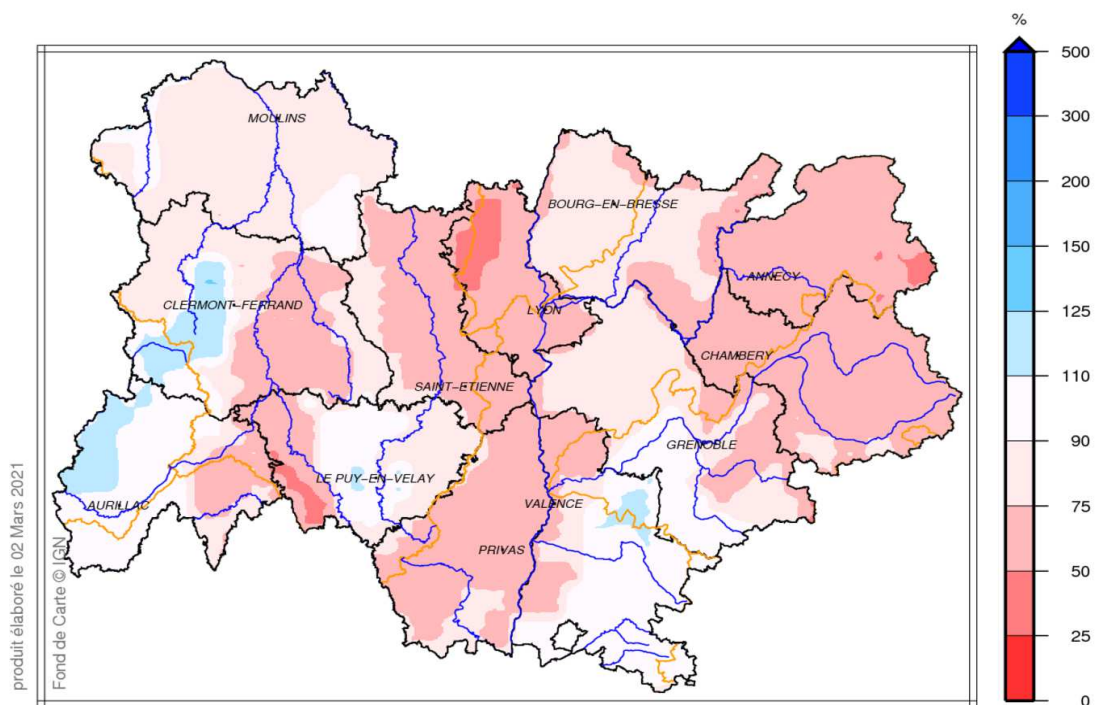 %
500
300
200
150
125
110
90
75
50
25
0
MOULINS
BOURG-EN-BRESSE
ANNECY
CLERMONT-FERRAND
LYON
CHAMBERY
SAINT-ETIENNE
GRENOBLE
LE PUY-EN-VELAY
AURILLAC
VALENCE
PRIVAS
produit élaboré le 02 Mars 2021
Fond de Carte © IGN